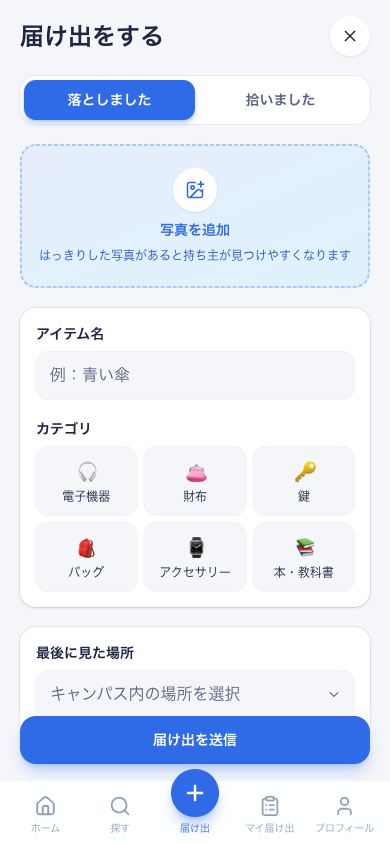 届け出をする
落としました
拾いました
写真を追加
はっきりした写真があると持ち主が見つけやすくなります
アイテム名
例：青い傘
カテゴリ
電子機器
財布
鍵
バッグ
アクセサリー
本・教科書
最後に見た場所
キャンパス内の場所を選択
届け出を送信
ホーム
探す
届け出
マイ届け出
プロフィール